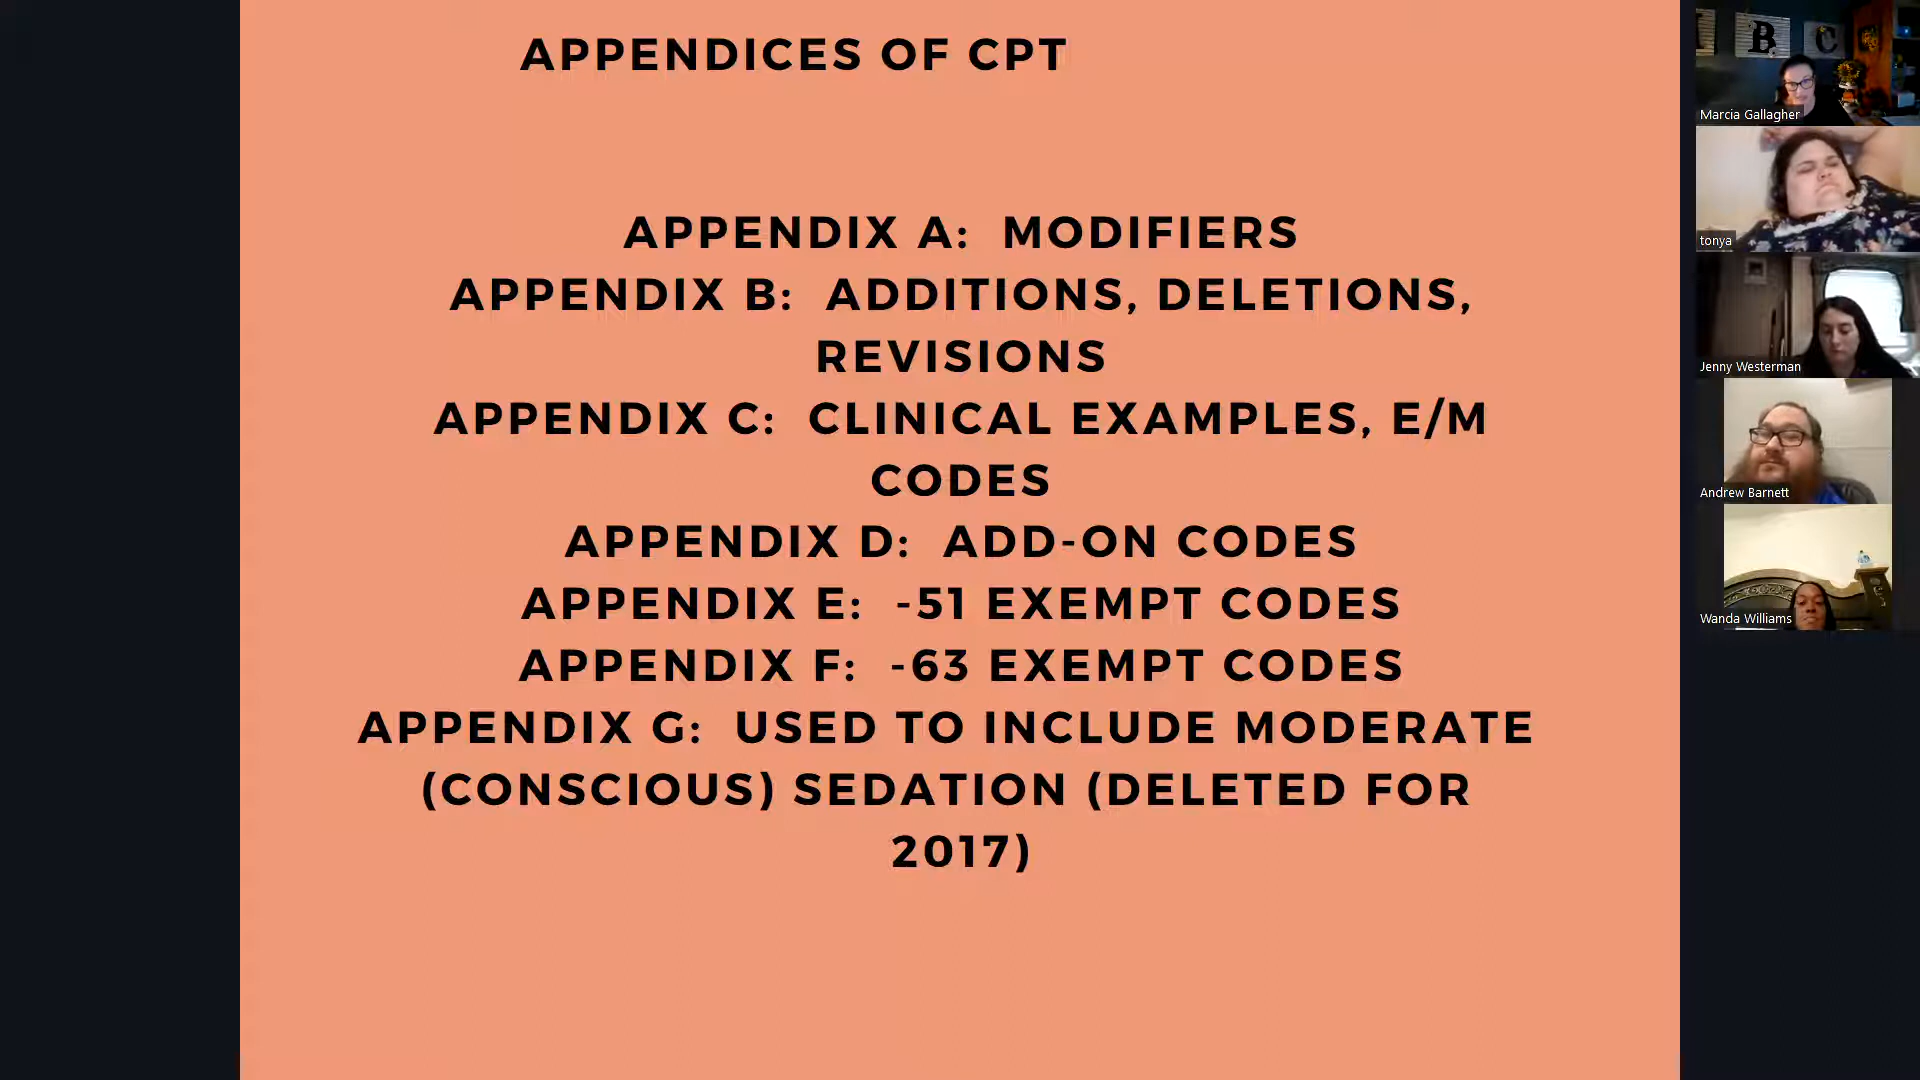 APPENDICES OF CPT
APPENDIX A: MODIFIERS
APPENDIX B: ADDITIONS, DELETIONS,
REVISIONS
APPENDIX C: CLINICAL EXAMPLES, E/M
CODES
APPENDIX D: ADD-ON CODES
APPENDIX E: -51 EXEMPT CODES
APPENDIX F: -63 EXEMPT CODES
APPENDIX G: USED TO INCLUDE MODERATE
(CONSCIOUS) SEDATION (DELETED FOR
2017)
B C
Marcia Gallagher
tonya
Jenny Westerman
Andrew Barnett
Wanda Williams